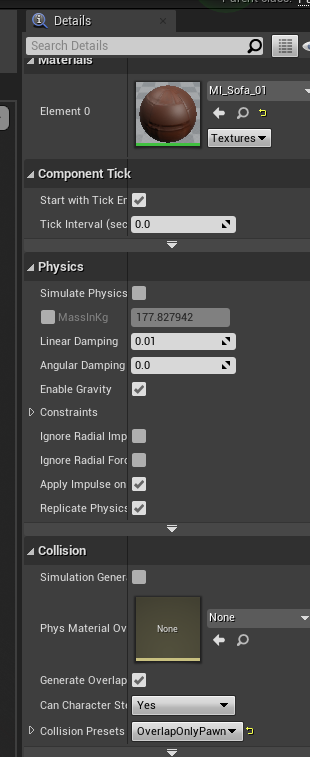 Parent class:
Details
Search Details
Materials
Element 0
MI_Sofa_01
Textures
Component Tick
Start with Tick En
Tick Interval (sec
0.0
Physics
Simulate Physics
MassInKg
177.827942
Linear Damping
0.01
Angular Damping
0.0
Enable Gravity
Constraints
Ignore Radial Imp
Ignore Radial Forc
Apply Impulse on
Replicate Physics
Collision
Simulation Gener
Phys Material Ov
None
None
Generate Overlap
Can Character Ste
Yes
Collision Presets
OverlapOnlyPawn